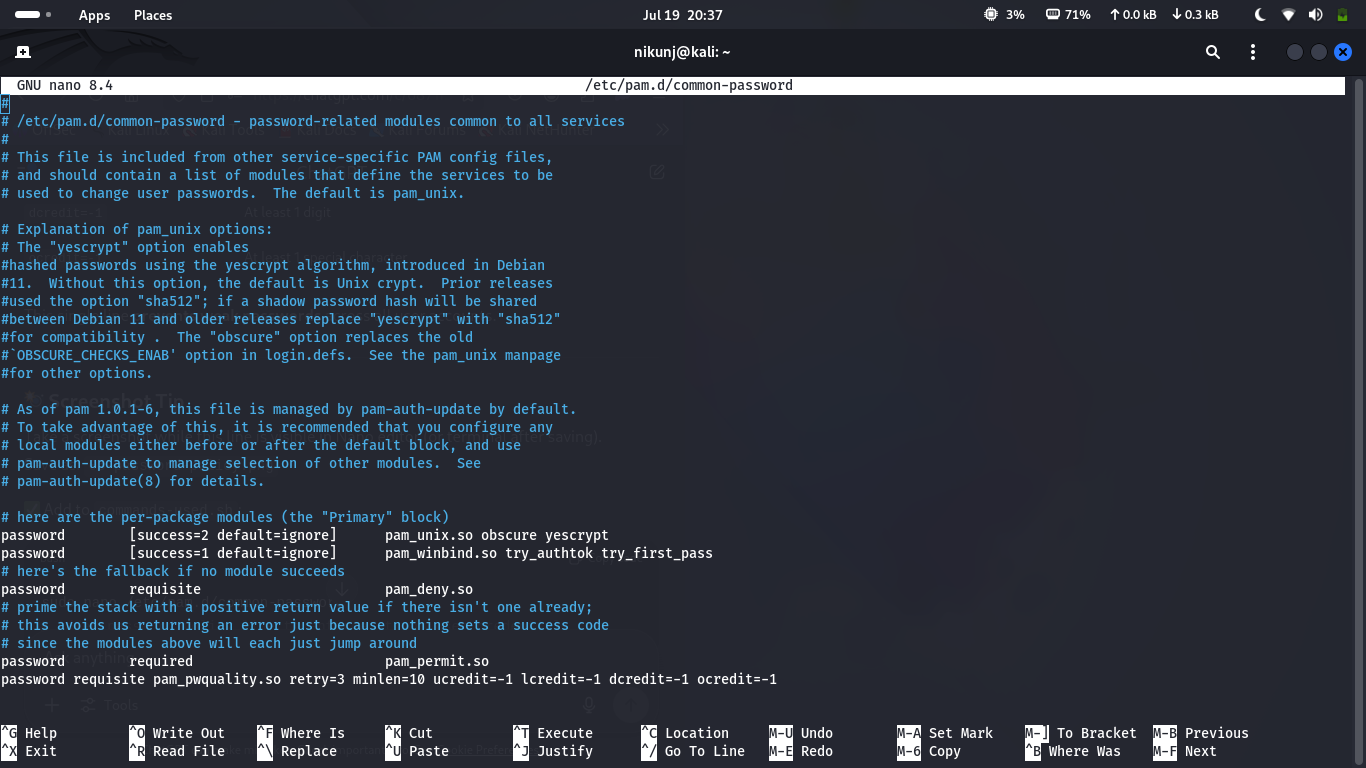 Apps Places Jul 19 20:37 3% 71% 0.0 kB 0.3 kB
nikunj@kali: ~
GNU nano 8.4 /etc/pam.d/common-password
#
# /etc/pam.d/common-password - password-related modules common to all services
#
# This file is included from other service-specific PAM config files,
# and should contain a list of modules that define the services to be
# used to change user passwords.  The default is pam_unix.

# Explanation of pam_unix options:
# The "yescrypt" option enables
#hashed passwords using the yescrypt algorithm, introduced in Debian
#11.  Without this option, the default is Unix crypt.  Prior releases
#used the option "sha512"; if a shadow password hash will be shared
#between Debian 11 and older releases replace "yescrypt" with "sha512"
#for compatibility .  The "obscure" option replaces the old
#`OBSCURE_CHECKS_ENAB' option in login.defs.  See the pam_unix manpage
#for other options.

# As of pam 1.0.1-6, this file is managed by pam-auth-update by default.
# To take advantage of this, it is recommended that you configure any
# local modules either before or after the default block, and use
# pam-auth-update to manage selection of other modules.  See
# pam-auth-update(8) for details.

# here are the per-package modules (the "Primary" block)
password        [success=2 default=ignore]      pam_unix.so obscure yescrypt
password        [success=1 default=ignore]      pam_winbind.so try_authtok try_first_pass
# here's the fallback if no module succeeds
password        requisite                       pam_deny.so
# prime the stack with a positive return value if there isn't one already;
# this avoids us returning an error just because nothing sets a success code
# since the modules above will each just jump around
password        required                        pam_permit.so
password requisite pam_pwquality.so retry=3 minlen=10 ucredit=-1 lcredit=-1 dcredit=-1 ocredit=-1
^G Help ^O Write Out ^F Where Is ^K Cut ^T Execute ^C Location M-U Undo M-A Set Mark M-] To Bracket M-B Previous
^X Exit ^R Read File ^\ Replace ^U Paste ^J Justify ^/ Go To Line M-E Redo M-6 Copy ^B Where Was M-F Next